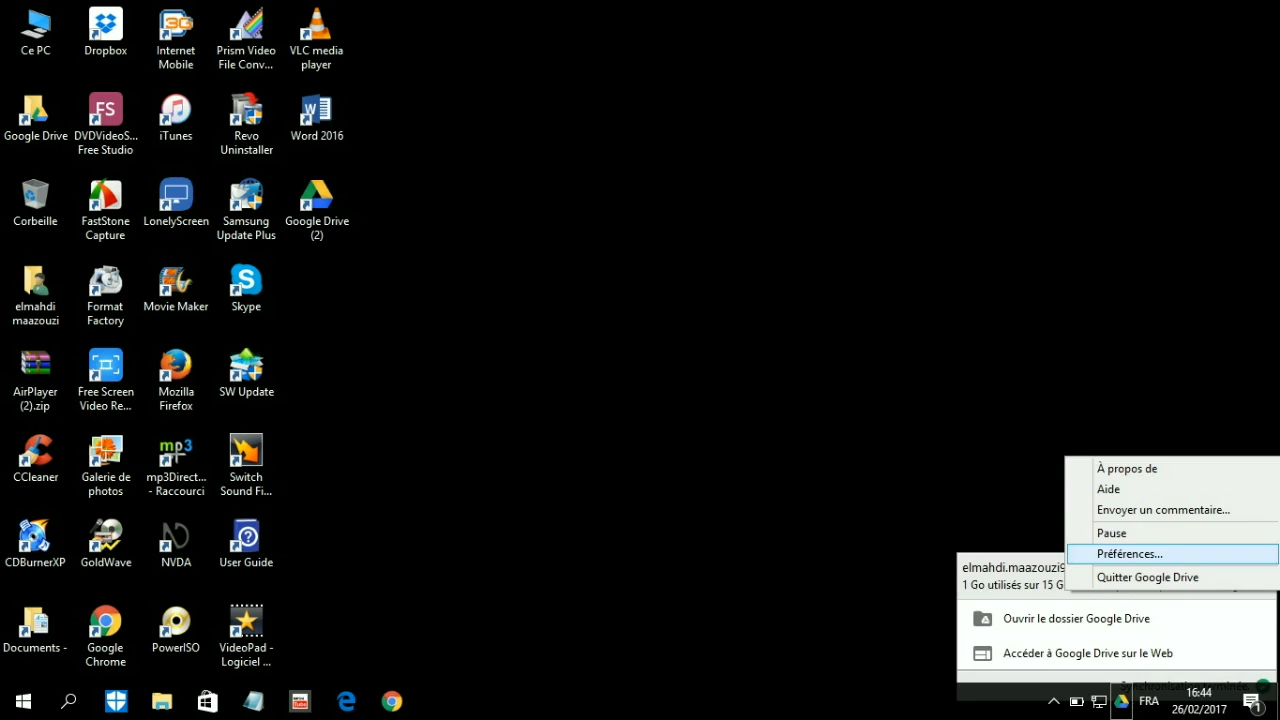 Ce PC
Dropbox
Internet
Mobile
Prism Video
File Conv...
VLC media
player
Google Drive
DVDVideoS...
Free Studio
iTunes
Revo
Uninstaller
Word 2016
Corbeille
FastStone
Capture
LonelyScreen
Samsung
Update Plus
Google Drive
(2)
elmahdi
maazouzi
Format
Factory
Movie Maker
Skype
AirPlayer
(2).zip
Free Screen
Video Re...
Mozilla
Firefox
SW Update
CCleaner
Galerie de
photos
mp3Direct...
- Raccourci
Switch
Sound Fi...
CDBurnerXP
GoldWave
NVDA
User Guide
Documents -
Google
Chrome
PowerISO
VideoPad -
Logiciel ...
À propos de
Aide
Envoyer un commentaire...
Pause
Préférences...
Quitter Google Drive
elmahdi.maazouzi
1 Go utilisés sur 15 G
Ouvrir le dossier Google Drive
Accéder à Google Drive sur le Web
Synchronisation terminée.
FRA
16:44
26/02/2017
1